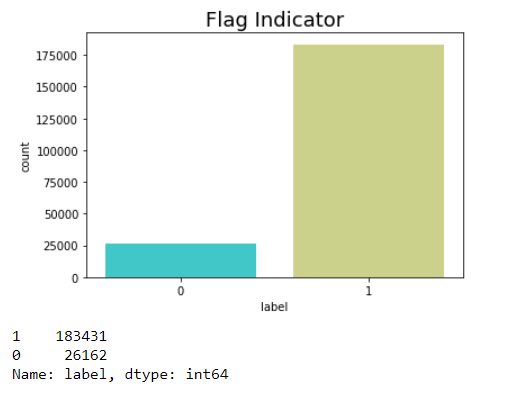 Flag Indicator
175000
150000
125000
100000
75000
50000
25000
0
count
0 1
label
1 183431
0 26162
Name: label, dtype: int64